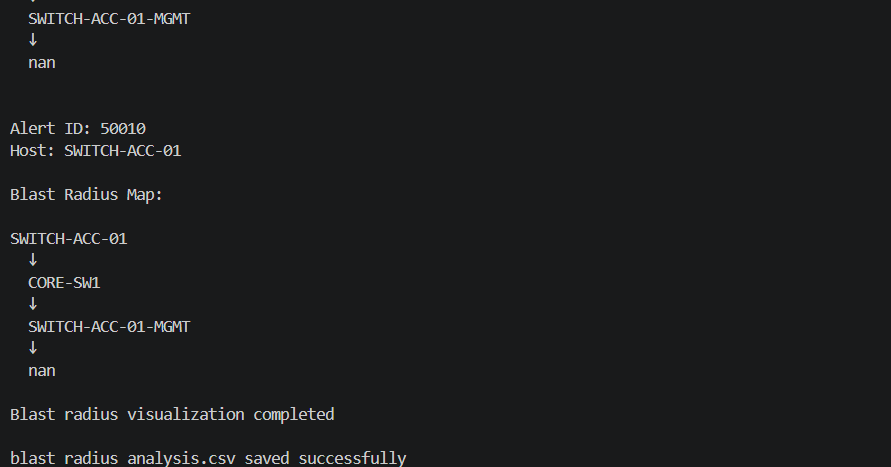 ↓
SWITCH-ACC-01-MGMT
↓
nan
Alert ID: 50010
Host: SWITCH-ACC-01
Blast Radius Map:
SWITCH-ACC-01
↓
CORE-SW1
↓
SWITCH-ACC-01-MGMT
↓
nan
Blast radius visualization completed
blast radius analysis.csv saved successfully